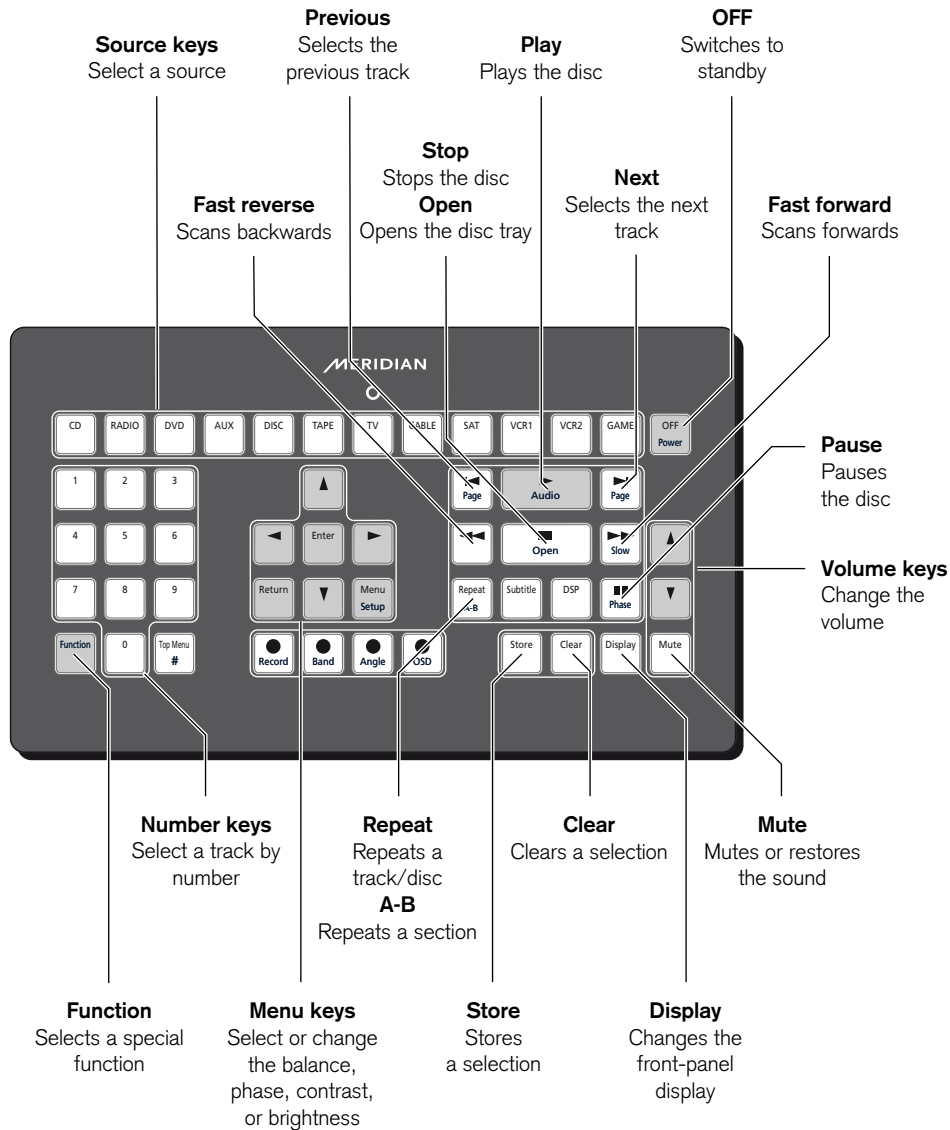 Previous
Selects the
previous track
OFF
Switches to
standby
Source keys
Select a source
Play
Plays the disc
Stop
Stops the disc
Open
Opens the disc tray
Next
Selects the next
track
Fast reverse
Scans backwards
Fast forward
Scans forwards
MERIDIAN
CD RADIO DVD AUX DISC TAPE TV CABLE SAT VCR1 VCR2 GAME OFF
Power
1 2 3
Page Audio Page
4 5 6
Enter
Open Slow
7 8 9
Return Menu
Setup
Repeat
A-B
Subtitle DSP
Phase
Function 0 Top Menu
#
Record Band Angle OSD
Store Clear Display Mute
Pause
Pauses
the disc
Volume keys
Change the
volume
Number keys
Select a track by
number
Repeat
Repeats a
track/disc
A-B
Repeats a section
Clear
Clears a selection
Mute
Mutes or restores
the sound
Function
Selects a special
function
Menu keys
Select or change
the balance,
phase, contrast,
or brightness
Store
Stores
a selection
Display
Changes the
front-panel
display